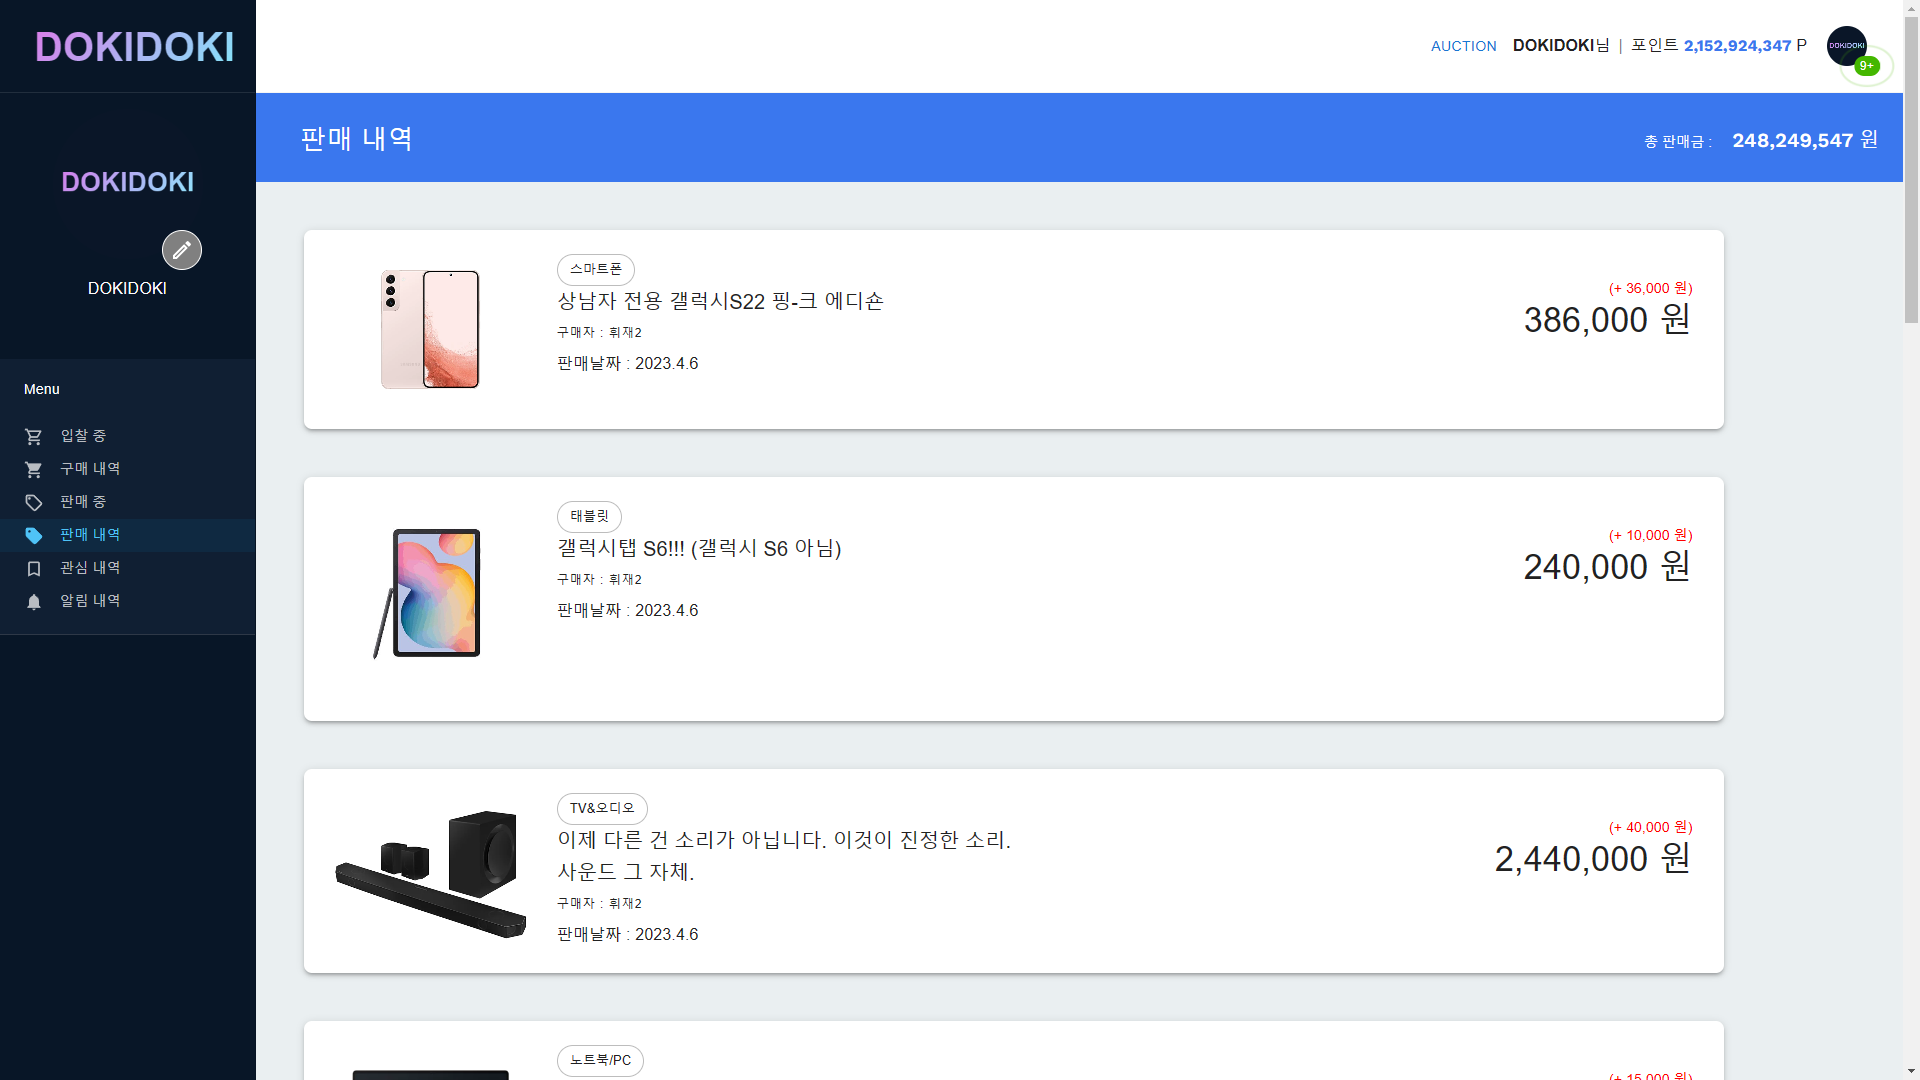 DOKIDOKI
AUCTION DOKIDOKI님 | 포인트 2,152,924,347 P
DOKIDOKI
9+
판매 내역
총 판매금 : 248,249,547 원
DOKIDOKI
DOKIDOKI
Menu
입찰 중
구매 내역
판매 중
판매 내역
관심 내역
알림 내역
스마트폰
상남자 전용 갤럭시S22 핑-크 에디숀
구매자 : 휘재2
판매날짜 : 2023.4.6
(+ 36,000 원)
386,000 원
태블릿
갤럭시탭 S6!!! (갤럭시 S6 아님)
구매자 : 휘재2
판매날짜 : 2023.4.6
(+ 10,000 원)
240,000 원
TV&오디오
이제 다른 건 소리가 아닙니다. 이것이 진정한 소리.
사운드 그 자체.
구매자 : 휘재2
판매날짜 : 2023.4.6
(+ 40,000 원)
2,440,000 원
노트북/PC
(+ 15,000 원)